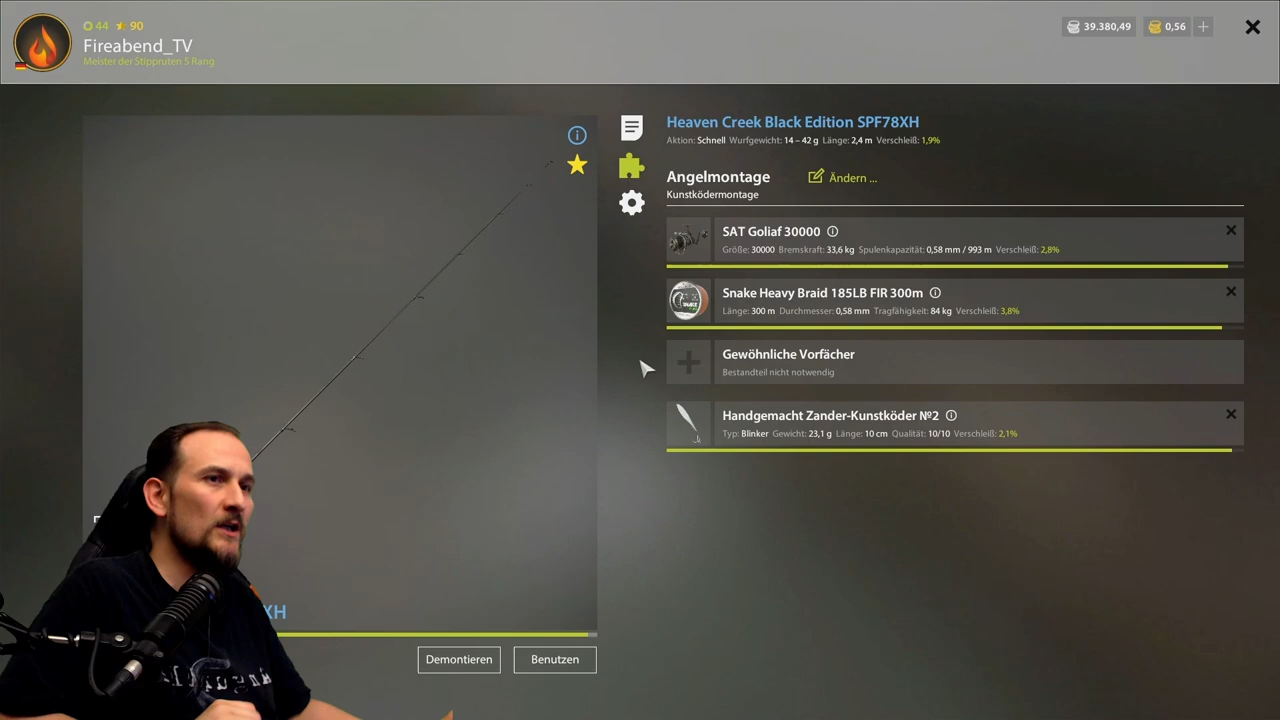 44 90
Fireabend_TV
Meister der Stippruten 5 Rang
39.380,49 0,56
Heaven Creek Black Edition SPF78XH
Aktion: Schnell Wurfgewicht: 14 – 42 g Länge: 2,4 m Verschleiß: 1,9%
Angelmontage Ändern ...
Kunstködermontage
SAT Goliaf 30000
Größe: 30000 Bremskraft: 33,6 kg Spulenkapazität: 0,58 mm / 993 m Verschleiß: 2,8%
Snake Heavy Braid 185LB FIR 300m
Länge: 300 m Durchmesser: 0,58 mm Tragfähigkeit: 84 kg Verschleiß: 3,8%
Gewöhnliche Vorfächer
Bestandteil nicht notwendig
Handgemacht Zander-Kunstköder №2
Typ: Blinker Gewicht: 23,1 g Länge: 10 cm Qualität: 10/10 Verschleiß: 2,1%
XH
Demontieren Benutzen